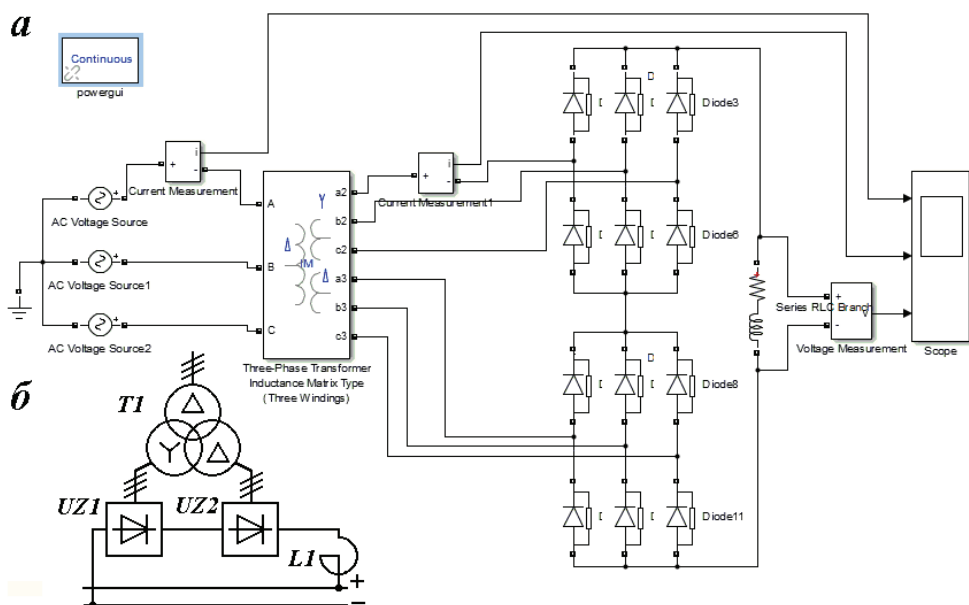 а
Continuous
powergui
i
+
-
Current Measurement
i
+
-
Current Measurement1
AC Voltage Source
AC Voltage Source1
AC Voltage Source2
+
+
+
A
B
C
Y
Δ
Δ
a2
b2
c2
a3
b3
c3
Three-Phase Transformer
Inductance Matrix Type
(Three Windings)
D
Diode3
Diode6
D
Diode8
Diode11
Series RLC Branch
+
-
v
Voltage Measurement
Scope
б
T1
UZ1
UZ2
L1
+
−